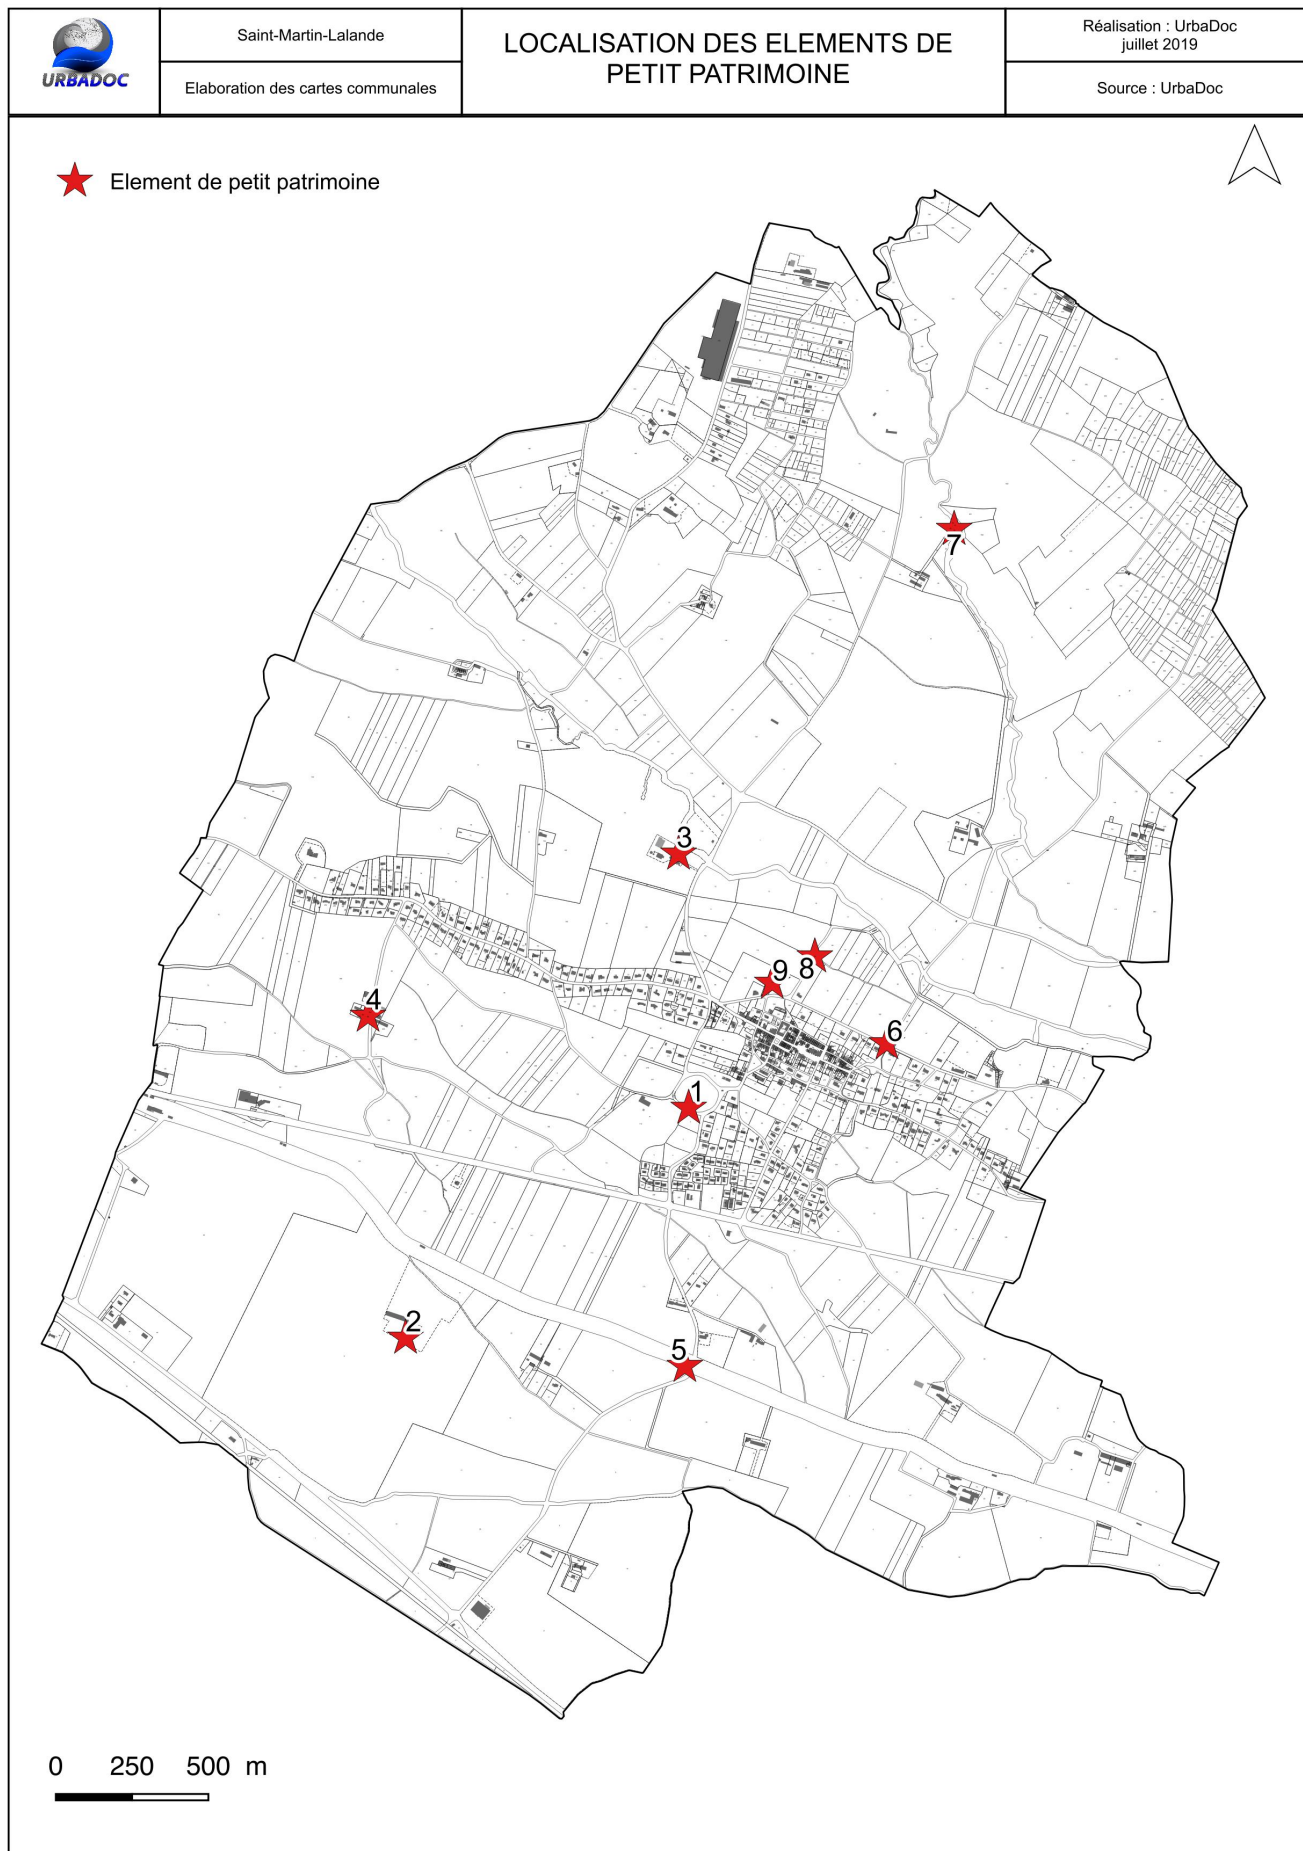 URBADOC
Saint-Martin-Lalande
Elaboration des cartes communales
LOCALISATION DES ELEMENTS DE
PETIT PATRIMOINE
Réalisation : UrbaDoc
juillet 2019
Source : UrbaDoc
Element de petit patrimoine
7
3
8
9
4
6
1
2
5
0 250 500 m